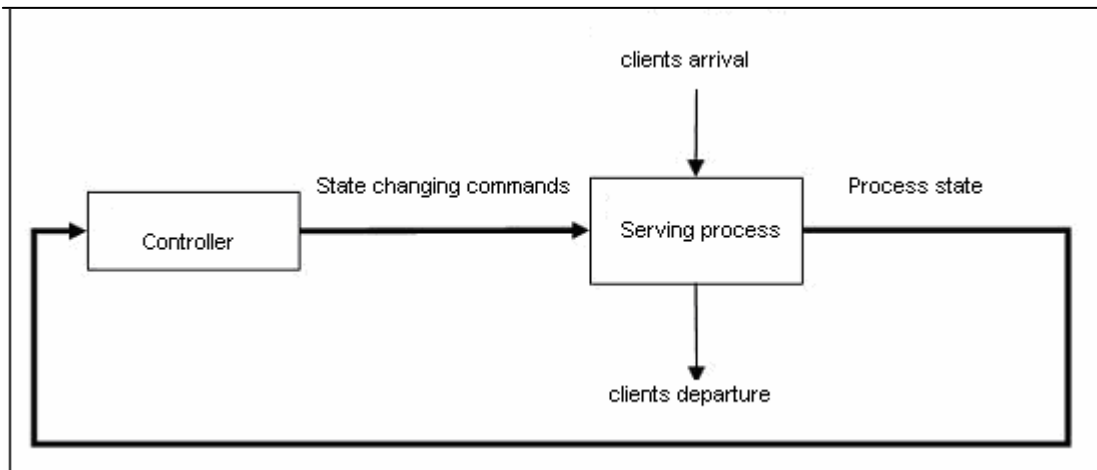 clients arrival
State changing commands
Process state
Controller
Serving process
clients departure